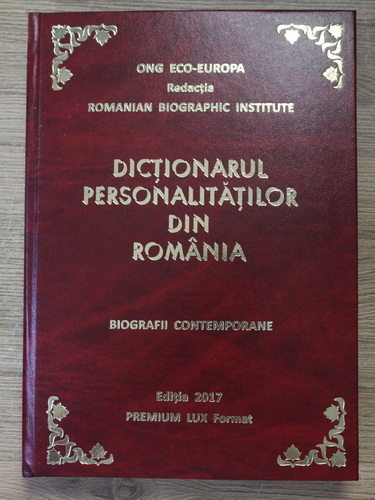 ONG ECO-EUROPA
Redacția
ROMANIAN BIOGRAPHIC INSTITUTE
DICȚIONARUL
PERSONALITĂȚILOR
DIN
ROMÂNIA
BIOGRAFII CONTEMPORANE
Ediția 2017
PREMIUM LUX Format